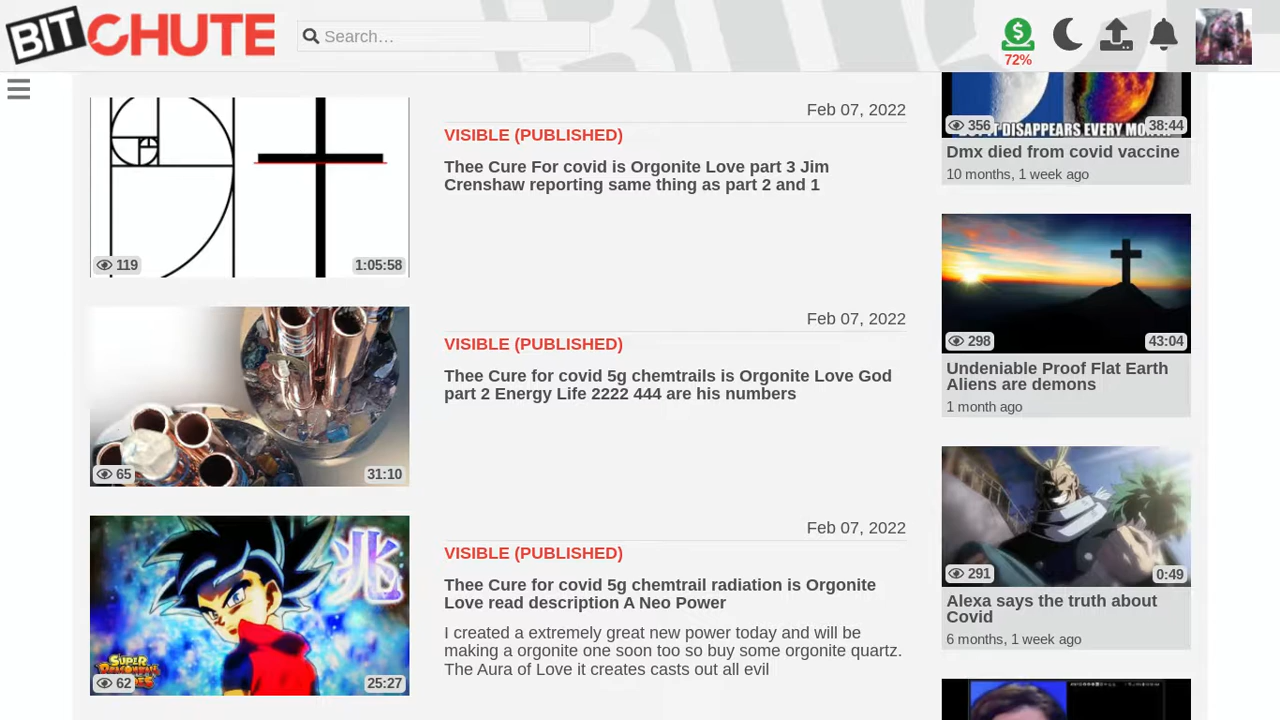 BIT CHUTE
Search…
72%
Feb 07, 2022
VISIBLE (PUBLISHED)
Thee Cure For covid is Orgonite Love part 3 Jim
Crenshaw reporting same thing as part 2 and 1
119
1:05:58
Feb 07, 2022
VISIBLE (PUBLISHED)
Thee Cure for covid 5g chemtrails is Orgonite Love God
part 2 Energy Life 2222 444 are his numbers
65
31:10
Feb 07, 2022
VISIBLE (PUBLISHED)
Thee Cure for covid 5g chemtrail radiation is Orgonite
Love read description A Neo Power
I created a extremely great new power today and will be
making a orgonite one soon too so buy some orgonite quartz.
The Aura of Love it creates casts out all evil
兆
SUPER
62
25:27
DISAPPEARS EVERY
356
38:44
Dmx died from covid vaccine
10 months, 1 week ago
298
43:04
Undeniable Proof Flat Earth
Aliens are demons
1 month ago
291
0:49
Alexa says the truth about
Covid
6 months, 1 week ago